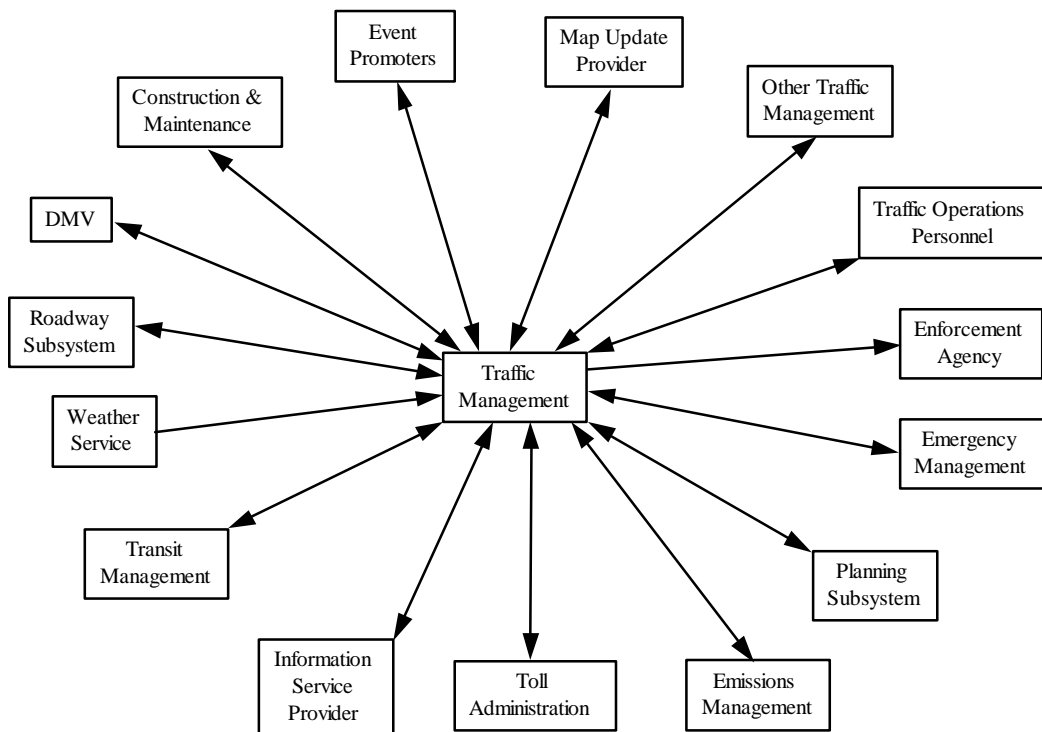 Event
Promoters
Map Update
Provider
Other Traffic
Management
Construction &
Maintenance
Traffic Operations
Personnel
DMV
Roadway
Subsystem
Enforcement
Agency
Traffic
Management
Weather
Service
Emergency
Management
Transit
Management
Planning
Subsystem
Information
Service
Provider
Toll
Administration
Emissions
Management